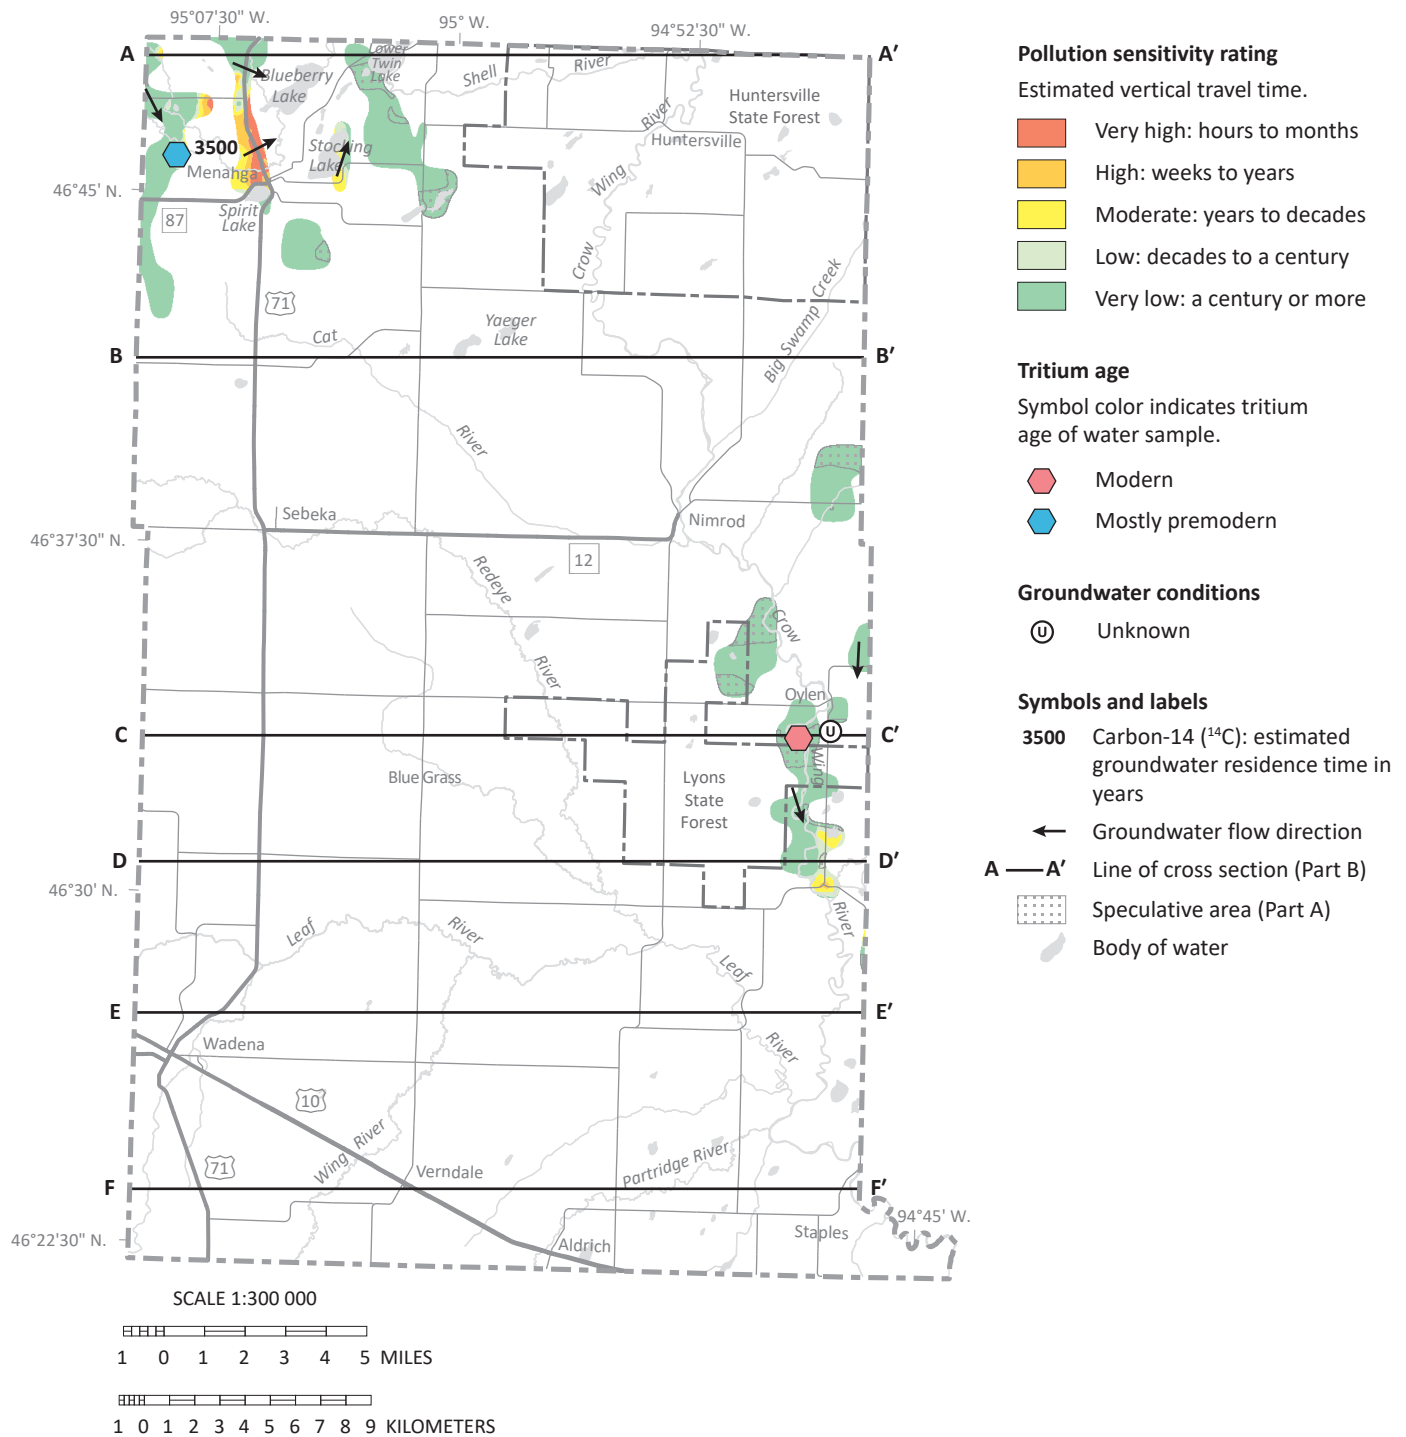 95°07'30" W.
95° W.
94°52'30" W.
A
A′
Lower
Twin
Lake
Blueberry
Lake
Shell
River
Huntersville
State Forest
River
Huntersville
3500
Stocking
Lake
Menahga
Wing
46°45' N.
87
Spirit
Lake
Crow
71
Big Swamp Creek
Cat
Yaeger
Lake
B
B′
River
Sebeka
Nimrod
46°37'30" N.
12
Redeye
Crow
River
Oylen
C
U
C′
Wing
Blue Grass
Lyons
State
Forest
D
D′
46°30' N.
River
Leaf
River
Leaf
E
E′
River
Wadena
10
Wing River
71
Verndale
Partridge River
F
F′
94°45' W.
Staples
46°22'30" N.
Aldrich
SCALE 1:300 000
1 0 1 2 3 4 5 MILES
1 0 1 2 3 4 5 6 7 8 9 KILOMETERS
Pollution sensitivity rating
Estimated vertical travel time.
Very high: hours to months
High: weeks to years
Moderate: years to decades
Low: decades to a century
Very low: a century or more
Tritium age
Symbol color indicates tritium
age of water sample.
Modern
Mostly premodern
Groundwater conditions
U Unknown
Symbols and labels
3500 Carbon-14 (¹⁴C): estimated
groundwater residence time in
years
Groundwater flow direction
A A′ Line of cross section (Part B)
Speculative area (Part A)
Body of water